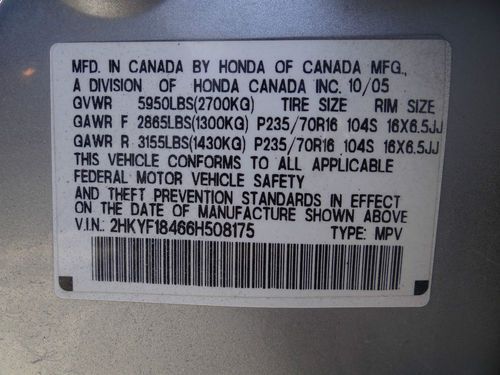 MFD. IN CANADA BY HONDA OF CANADA MFG.,
A DIVISION OF HONDA CANADA INC. 10/05
GVWR 5950LBS(2700KG) TIRE SIZE RIM SIZE
GAWR F 2865LBS(1300KG) P235/70R16 104S 16X6.5JJ
GAWR R 3155LBS(1430KG) P235/70R16 104S 16X6.5JJ
THIS VEHICLE CONFORMS TO ALL APPLICABLE
FEDERAL MOTOR VEHICLE SAFETY
AND THEFT PREVENTION STANDARDS IN EFFECT
ON THE DATE OF MANUFACTURE SHOWN ABOVE
V.I.N.: 2HKYF18466H508175 TYPE: MPV